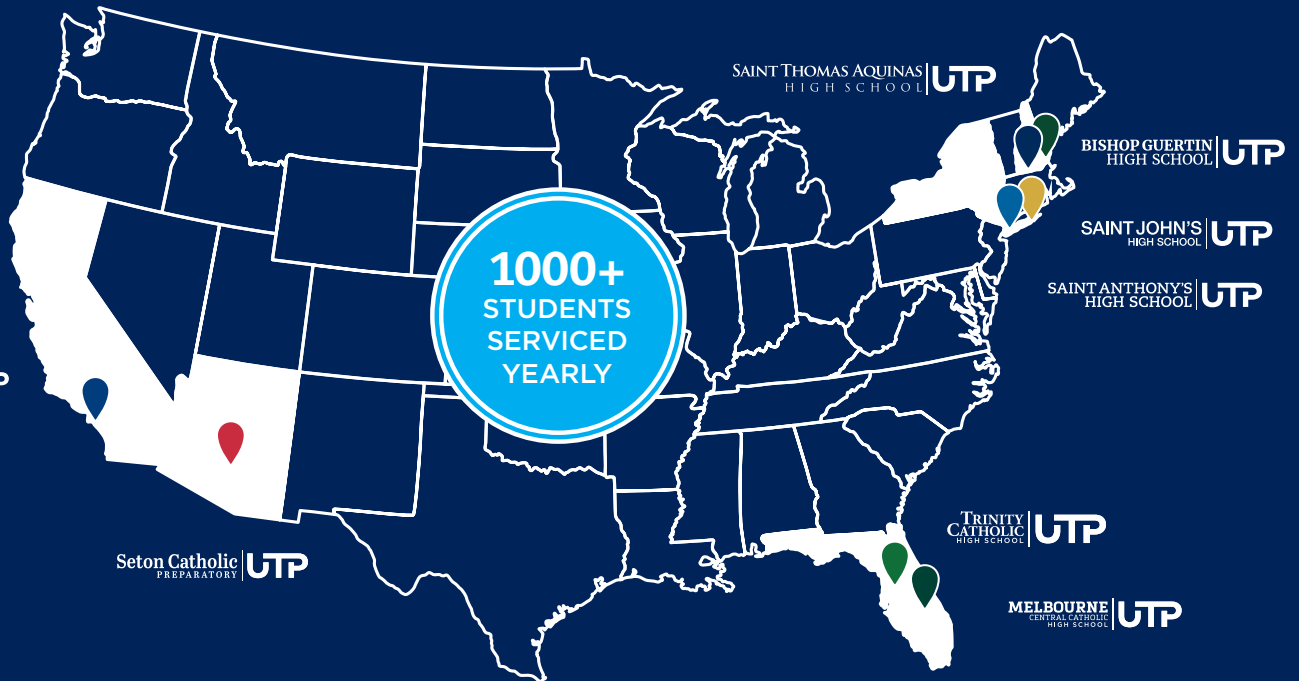 SAINT THOMAS AQUINAS
HIGH SCHOOL
UTP
BISHOP GUERTIN
HIGH SCHOOL
UTP
1000+
STUDENTS
SERVICED
YEARLY
SAINT JOHN'S
HIGH SCHOOL
UTP
SAINT ANTHONY'S
HIGH SCHOOL
UTP
TRINITY
CATHOLIC
HIGH SCHOOL
UTP
Seton Catholic
PREPARATORY
UTP
MELBOURNE
CENTRAL CATHOLIC
HIGH SCHOOL
UTP